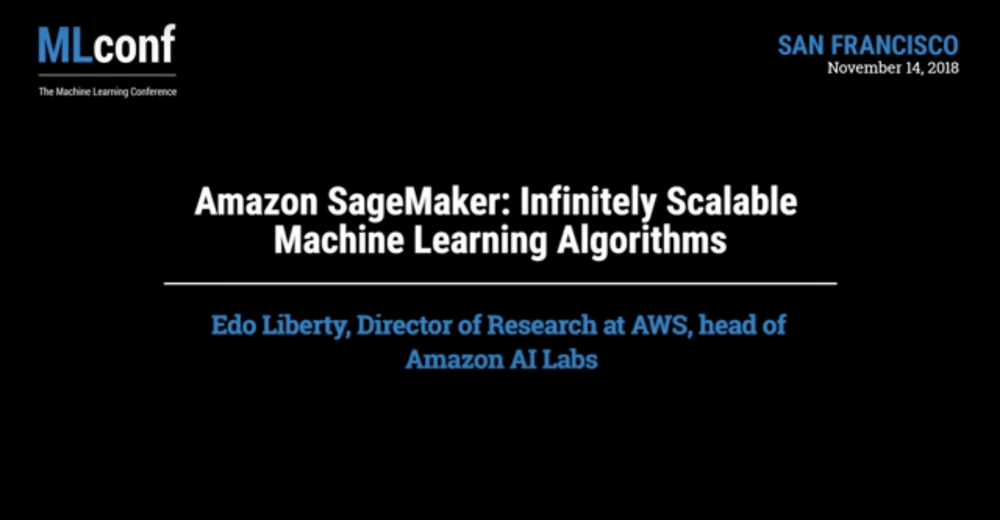 MLconf
The Machine Learning Conference
SAN FRANCISCO
November 14, 2018
Amazon SageMaker: Infinitely Scalable
Machine Learning Algorithms
Edo Liberty, Director of Research at AWS, head of
Amazon AI Labs